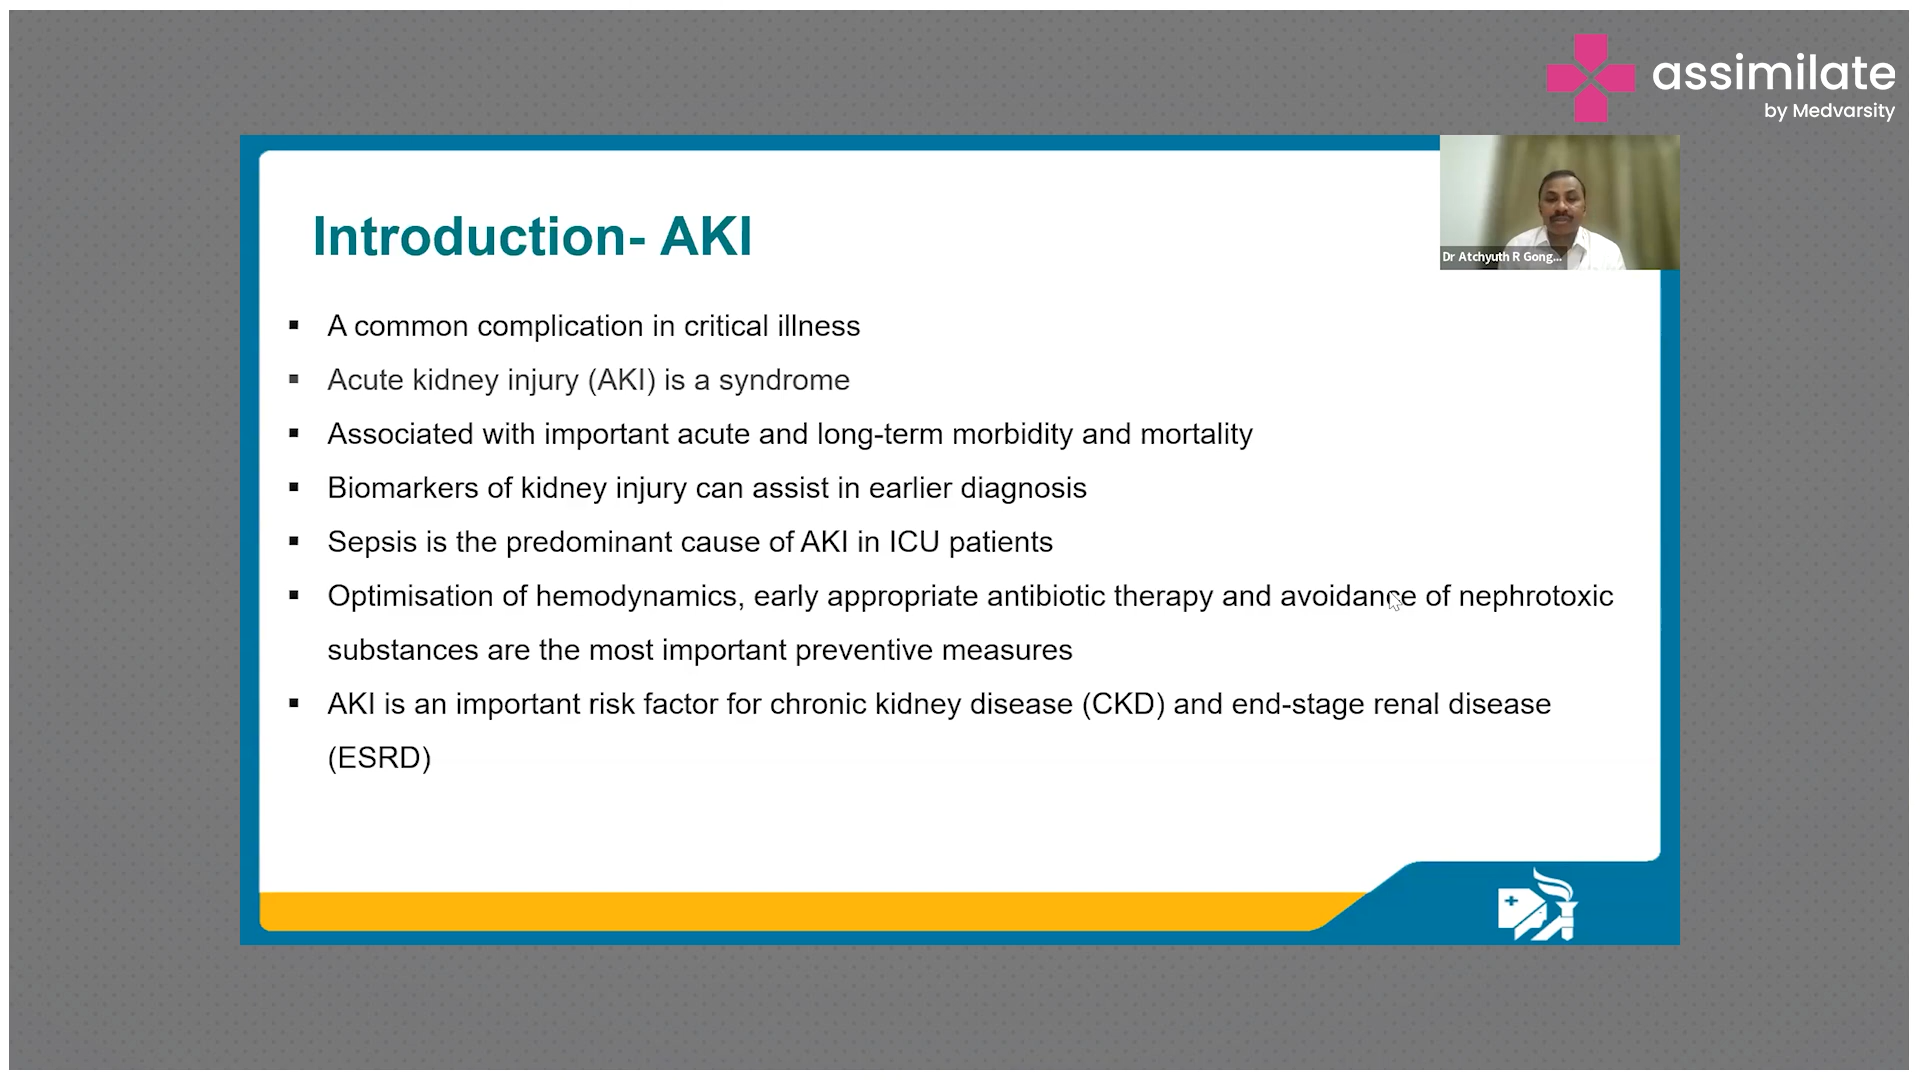 assimilate
by Medvarsity
Introduction- AKI
Dr Atchyuth R Gong...
▪ A common complication in critical illness
▪ Acute kidney injury (AKI) is a syndrome
▪ Associated with important acute and long-term morbidity and mortality
▪ Biomarkers of kidney injury can assist in earlier diagnosis
▪ Sepsis is the predominant cause of AKI in ICU patients
▪ Optimisation of hemodynamics, early appropriate antibiotic therapy and avoidance of nephrotoxic
substances are the most important preventive measures
▪ AKI is an important risk factor for chronic kidney disease (CKD) and end-stage renal disease
(ESRD)